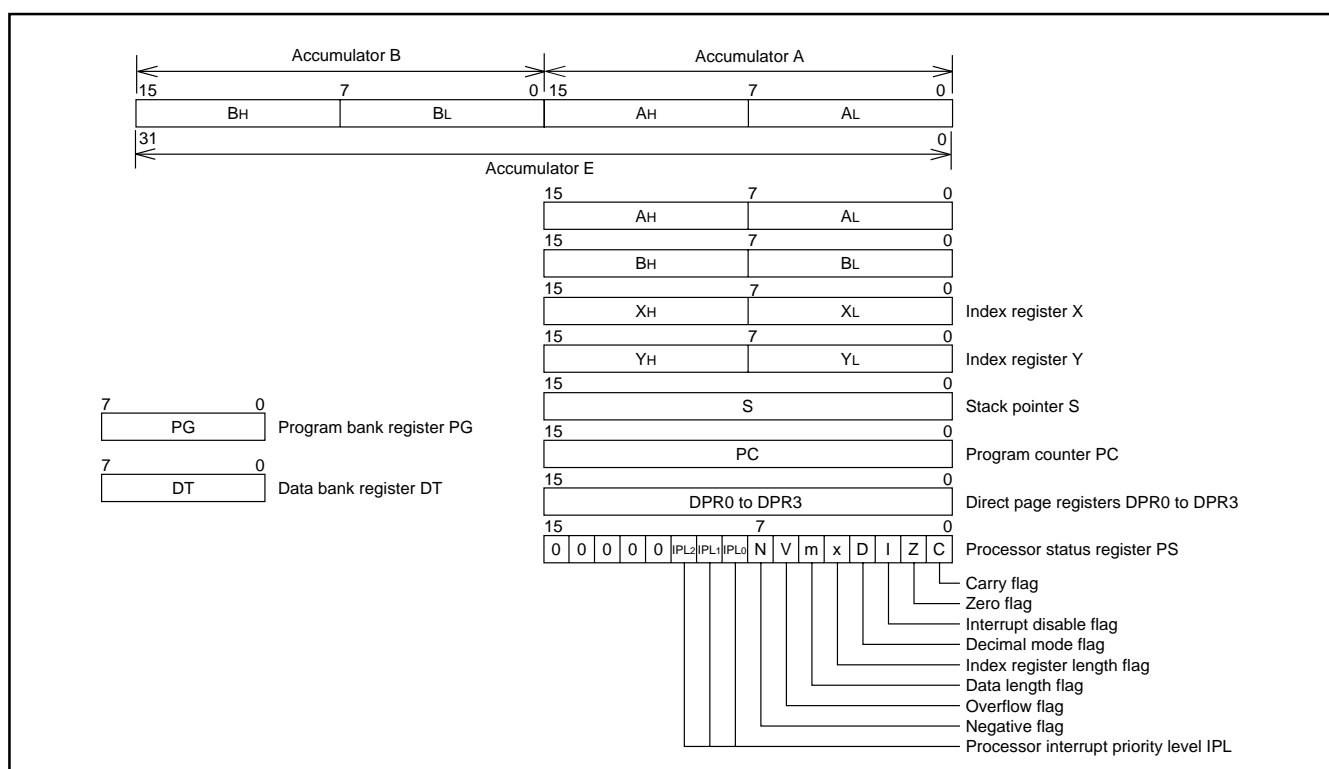 Accumulator B Accumulator A
15 7 0 15 7 0
BH BL AH AL
31 0
Accumulator E
15 7 0
AH AL
15 7 0
BH BL
15 7 0
XH XL Index register X
15 7 0
YH YL Index register Y
15 0
S Stack pointer S
7 0
PG Program bank register PG
15 0
PC Program counter PC
7 0
DT Data bank register DT
15 0
DPR0 to DPR3 Direct page registers DPR0 to DPR3
15 7 0
0 0 0 0 0 IPL2 IPL1 IPL0 N V m x D I Z C Processor status register PS
Carry flag
Zero flag
Interrupt disable flag
Decimal mode flag
Index register length flag
Data length flag
Overflow flag
Negative flag
Processor interrupt priority level IPL